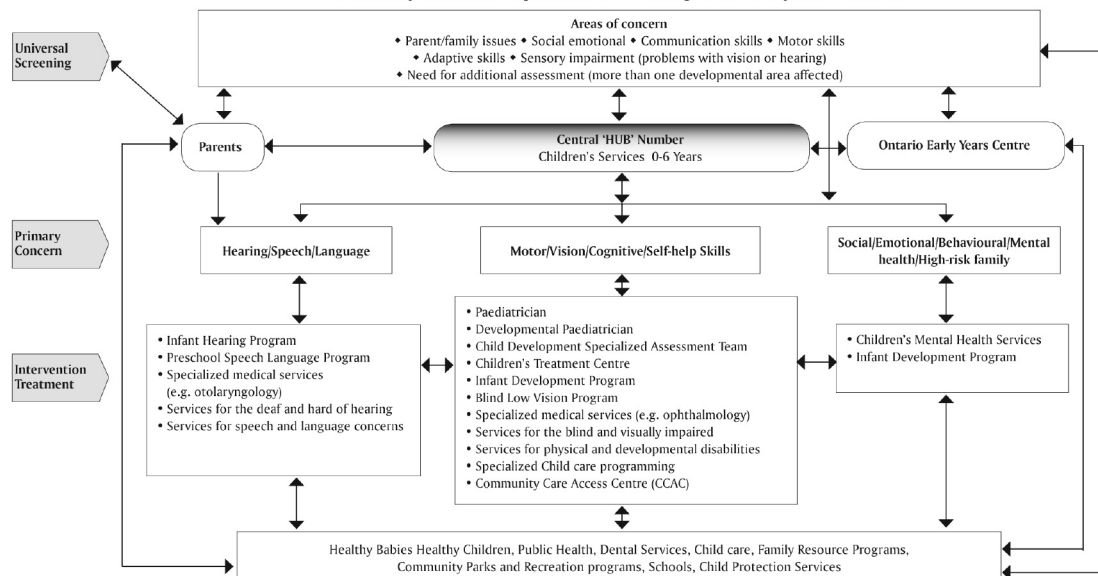 Areas of concern
◆ Parent/family issues ◆ Social emotional ◆ Communication skills ◆ Motor skills
◆ Adaptive skills ◆ Sensory impairment (problems with vision or hearing)
◆ Need for additional assessment (more than one developmental area affected)
Universal
Screening
Parents
Central ‘HUB’ Number
Children’s Services 0-6 Years
Ontario Early Years Centre
Primary
Concern
Hearing/Speech/Language
Motor/Vision/Cognitive/Self-help Skills
Social/Emotional/Behavioural/Mental
health/High-risk family
Intervention
Treatment
• Infant Hearing Program
• Preschool Speech Language Program
• Specialized medical services
(e.g. otolaryngology)
• Services for the deaf and hard of hearing
• Services for speech and language concerns
• Paediatrician
• Developmental Paediatrician
• Child Development Specialized Assessment Team
• Children’s Treatment Centre
• Infant Development Program
• Blind Low Vision Program
• Specialized medical services (e.g. ophthalmology)
• Services for the blind and visually impaired
• Services for physical and developmental disabilities
• Specialized Child care programming
• Community Care Access Centre (CCAC)
• Children’s Mental Health Services
• Infant Development Program
Healthy Babies Healthy Children, Public Health, Dental Services, Child care, Family Resource Programs,
Community Parks and Recreation programs, Schools, Child Protection Services